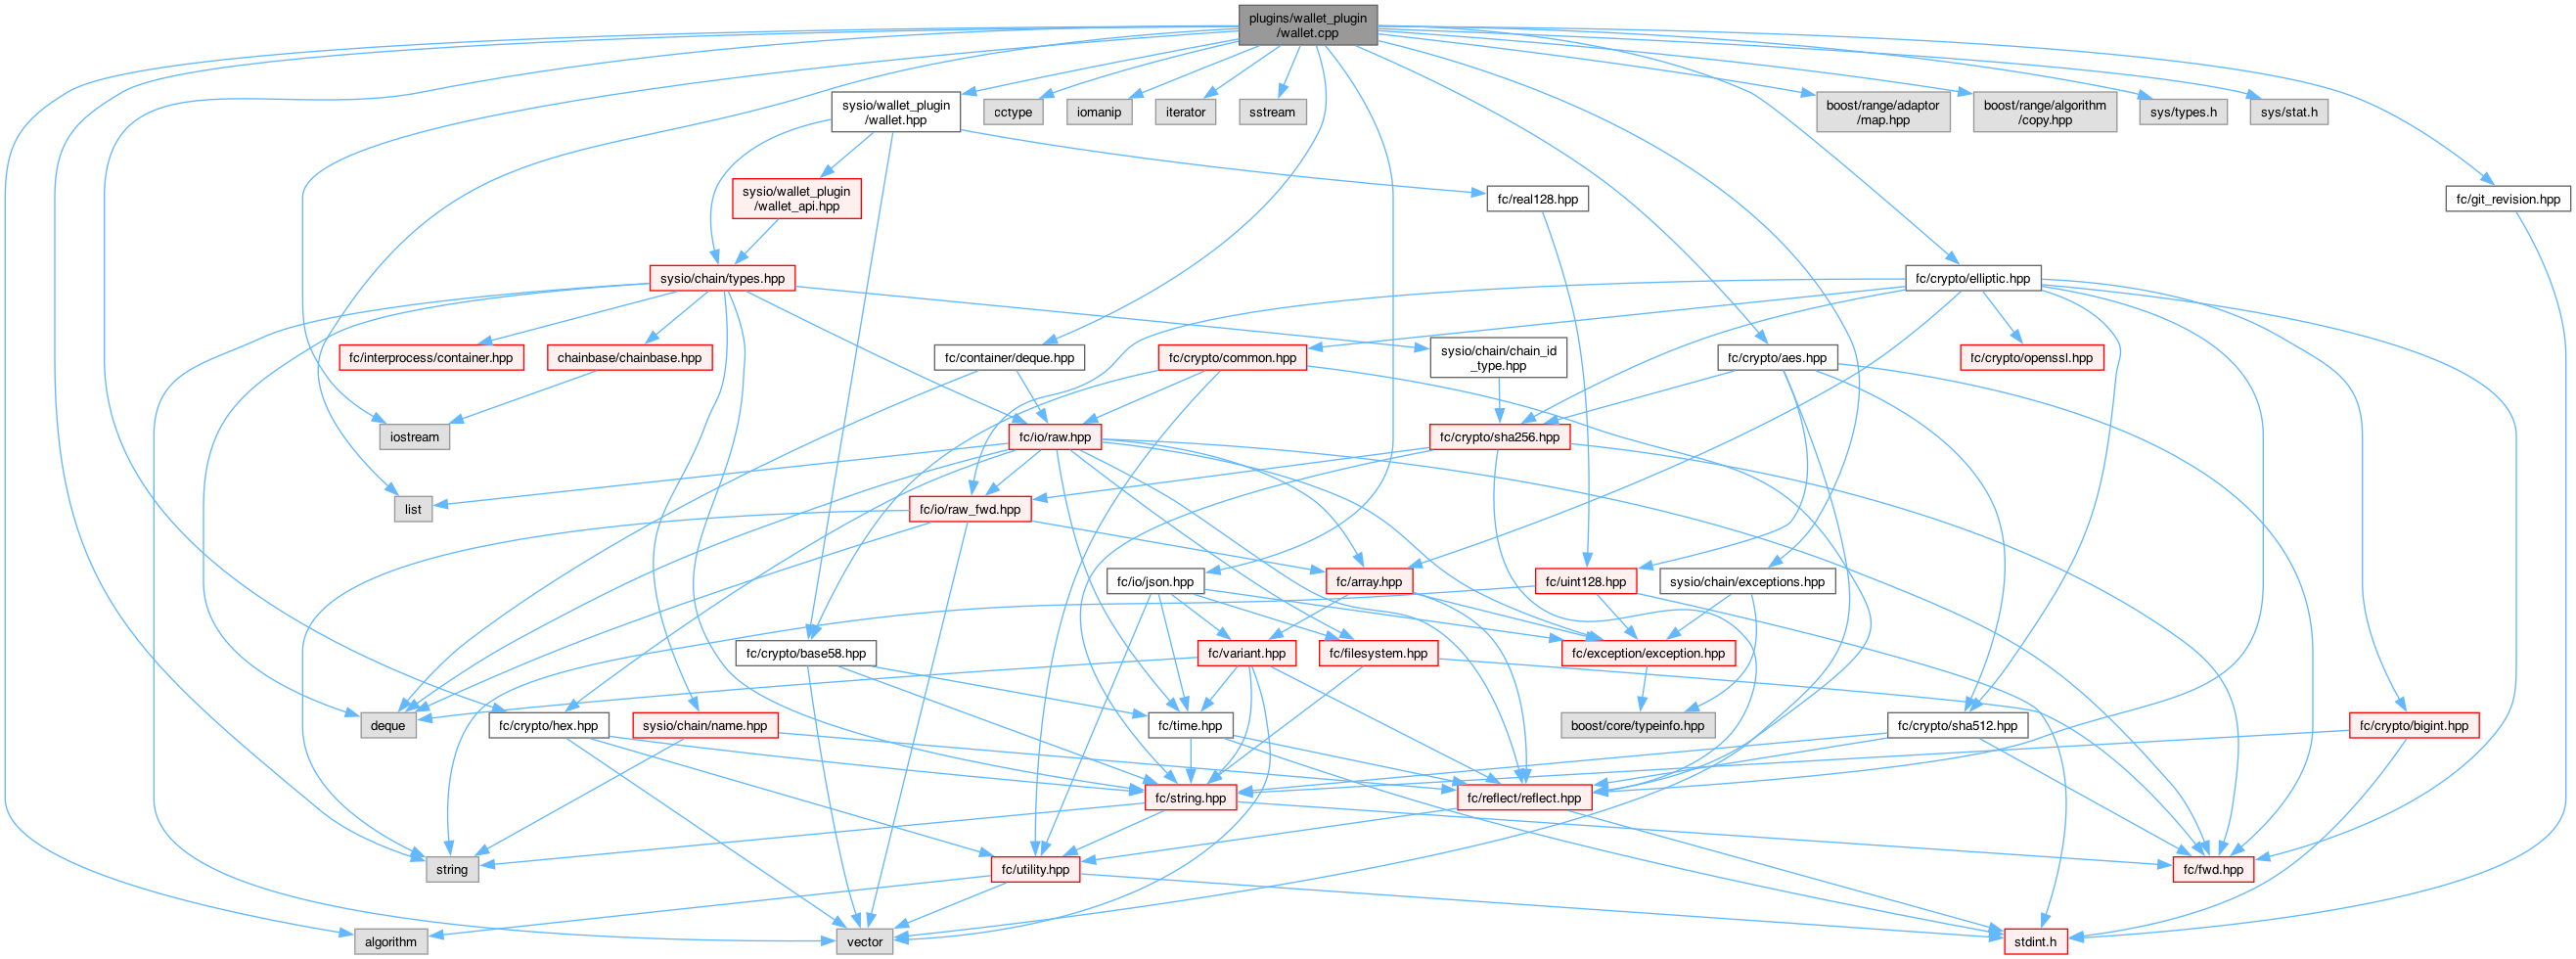 plugins/wallet_plugin
/wallet.cpp
sysio/wallet_plugin
/wallet.hpp
cctype
iomanip
iterator
sstream
boost/range/adaptor
/map.hpp
boost/range/algorithm
/copy.hpp
sys/types.h
sys/stat.h
sysio/wallet_plugin
/wallet_api.hpp
fc/real128.hpp
fc/git_revision.hpp
sysio/chain/types.hpp
fc/crypto/elliptic.hpp
fc/interprocess/container.hpp
chainbase/chainbase.hpp
fc/container/deque.hpp
fc/crypto/common.hpp
sysio/chain/chain_id
_type.hpp
fc/crypto/aes.hpp
fc/crypto/openssl.hpp
iostream
fc/io/raw.hpp
fc/crypto/sha256.hpp
list
fc/io/raw_fwd.hpp
fc/io/json.hpp
fc/array.hpp
fc/uint128.hpp
sysio/chain/exceptions.hpp
fc/crypto/base58.hpp
fc/variant.hpp
fc/filesystem.hpp
fc/exception/exception.hpp
deque
fc/crypto/hex.hpp
sysio/chain/name.hpp
fc/time.hpp
boost/core/typeinfo.hpp
fc/crypto/sha512.hpp
fc/crypto/bigint.hpp
fc/string.hpp
fc/reflect/reflect.hpp
string
fc/utility.hpp
fc/fwd.hpp
algorithm
vector
stdint.h